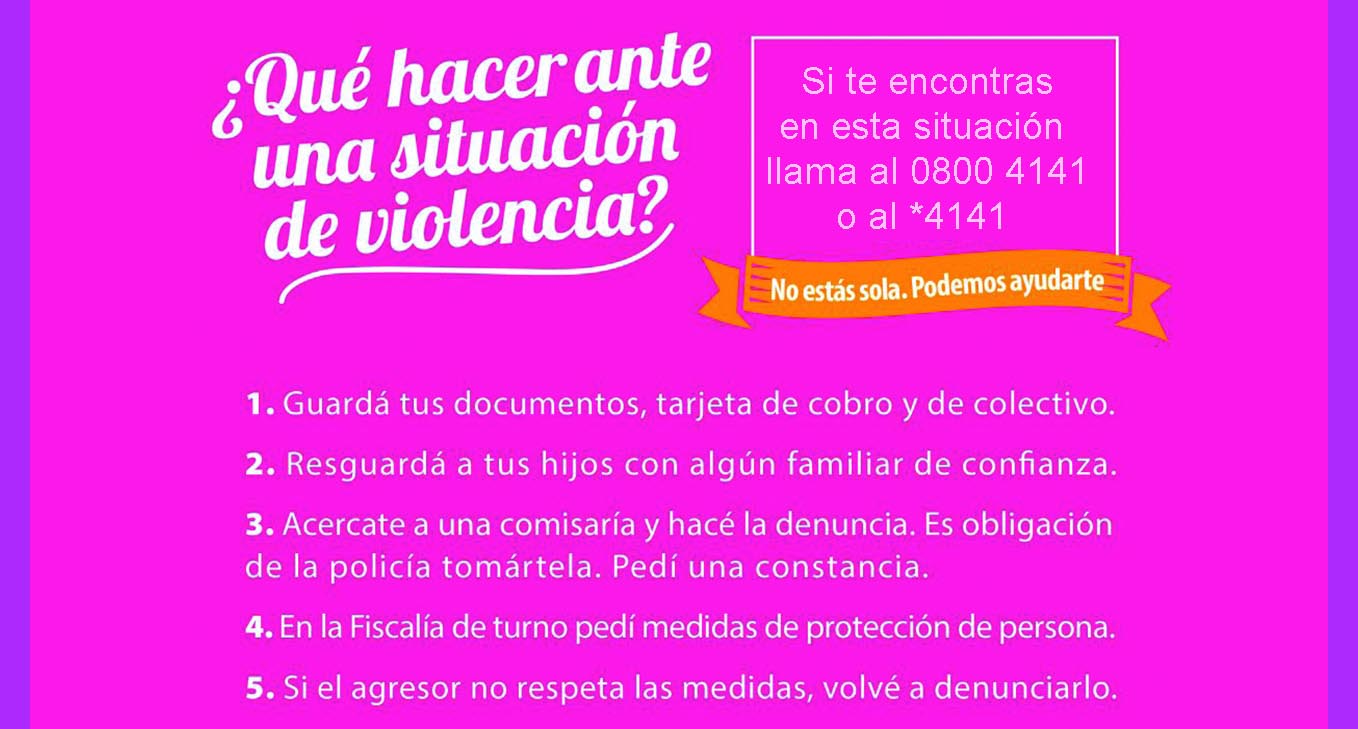 ¿Qué hacer ante
una situación
de violencia?
Si te encontras
en esta situación
llama al 0800 4141
o al *4141
No estás sola. Podemos ayudarte
1. Guardá tus documentos, tarjeta de cobro y de colectivo.
2. Resguardá a tus hijos con algún familiar de confianza.
3. Acercate a una comisaría y hacé la denuncia. Es obligación
de la policía tomártela. Pedí una constancia.
4. En la Fiscalía de turno pedí medidas de protección de persona.
5. Si el agresor no respeta las medidas, volvé a denunciarlo.